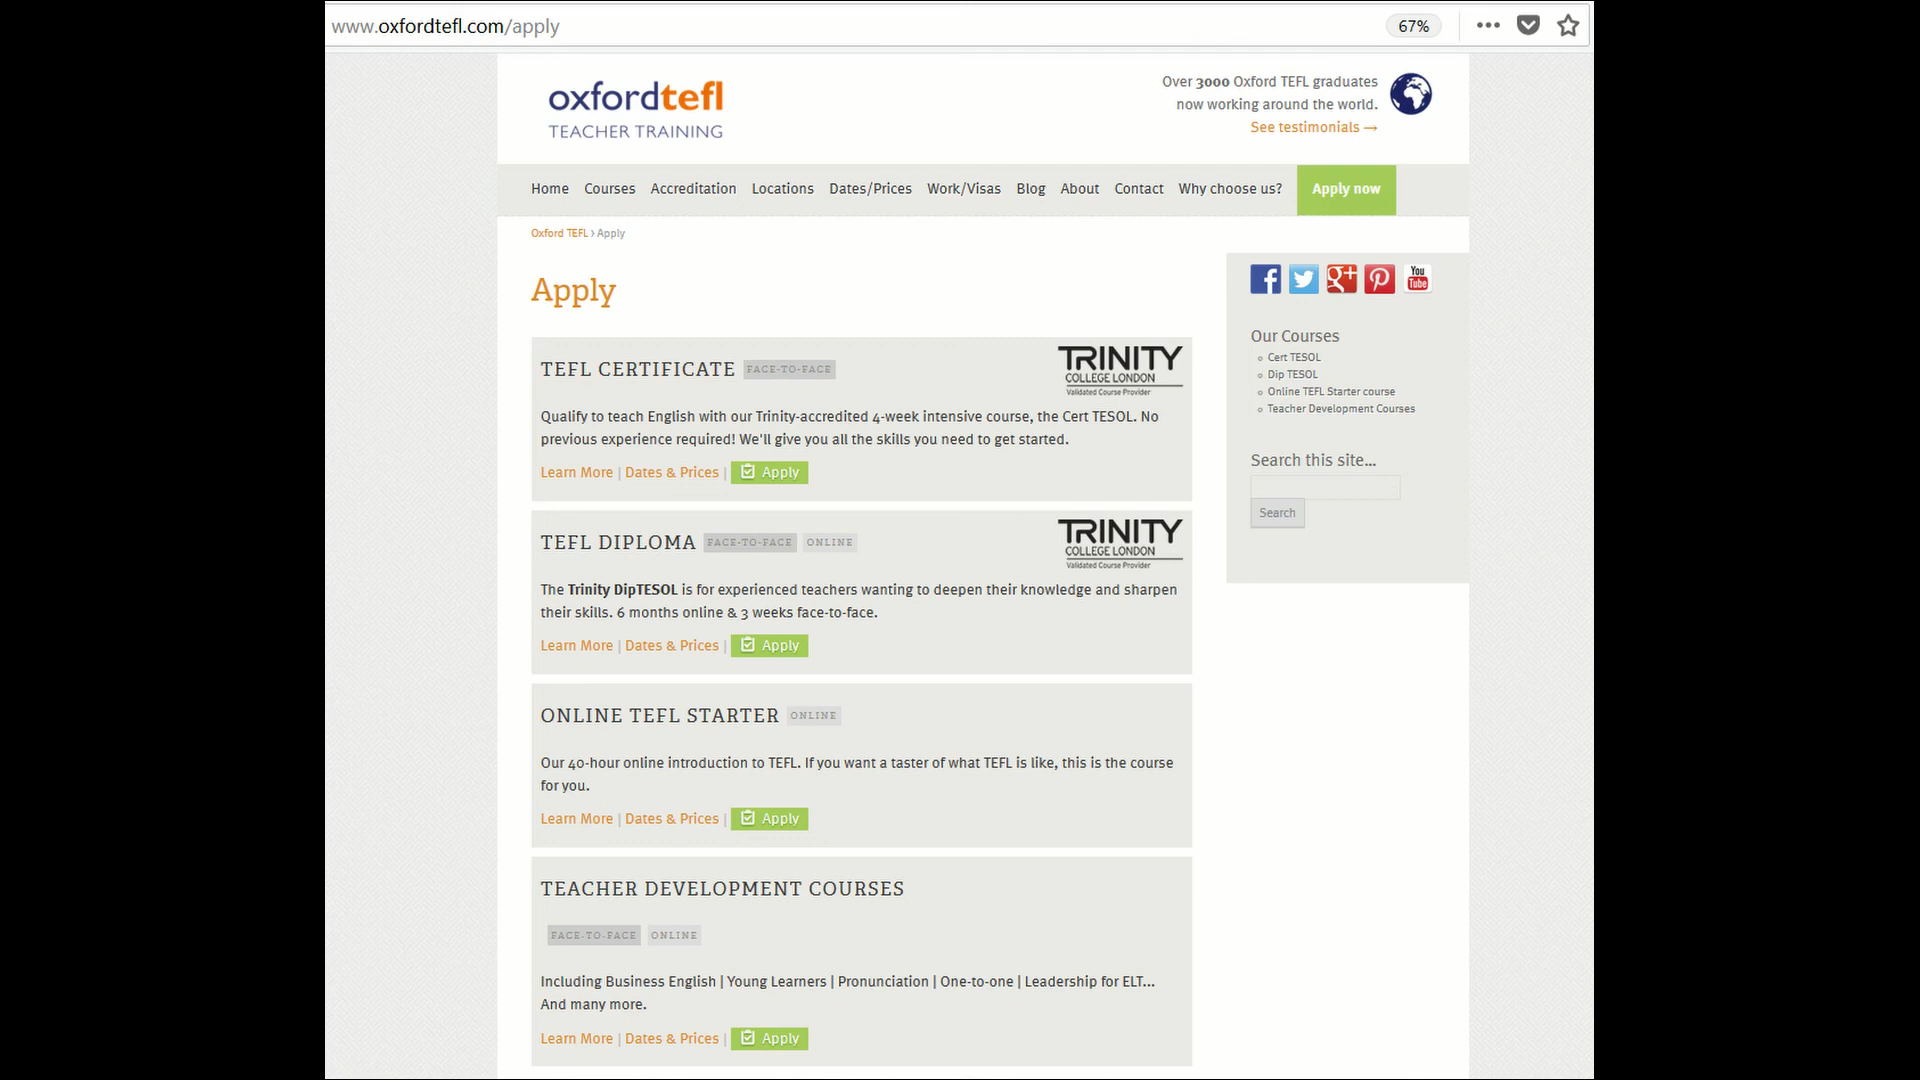 www.oxfordtefl.com/apply
67%
oxfordtefl
TEACHER TRAINING
Over 3000 Oxford TEFL graduates
now working around the world.
See testimonials →
Home Courses Accreditation Locations Dates/Prices Work/Visas Blog About Contact Why choose us? Apply now
Oxford TEFL › Apply
Apply
TEFL CERTIFICATE FACE-TO-FACE
TRINITY
COLLEGE LONDON
Validated Course Provider
Qualify to teach English with our Trinity-accredited 4-week intensive course, the Cert TESOL. No
previous experience required! We'll give you all the skills you need to get started.
Learn More | Dates & Prices | Apply
TEFL DIPLOMA FACE-TO-FACE ONLINE
TRINITY
COLLEGE LONDON
Validated Course Provider
The Trinity DipTESOL is for experienced teachers wanting to deepen their knowledge and sharpen
their skills. 6 months online & 3 weeks face-to-face.
Learn More | Dates & Prices | Apply
ONLINE TEFL STARTER ONLINE
Our 40-hour online introduction to TEFL. If you want a taster of what TEFL is like, this is the course
for you.
Learn More | Dates & Prices | Apply
TEACHER DEVELOPMENT COURSES
FACE-TO-FACE ONLINE
Including Business English | Young Learners | Pronunciation | One-to-one | Leadership for ELT...
And many more.
Learn More | Dates & Prices | Apply
f g+ You Tube
Our Courses
Cert TESOL
Dip TESOL
Online TEFL Starter course
Teacher Development Courses
Search this site...
Search